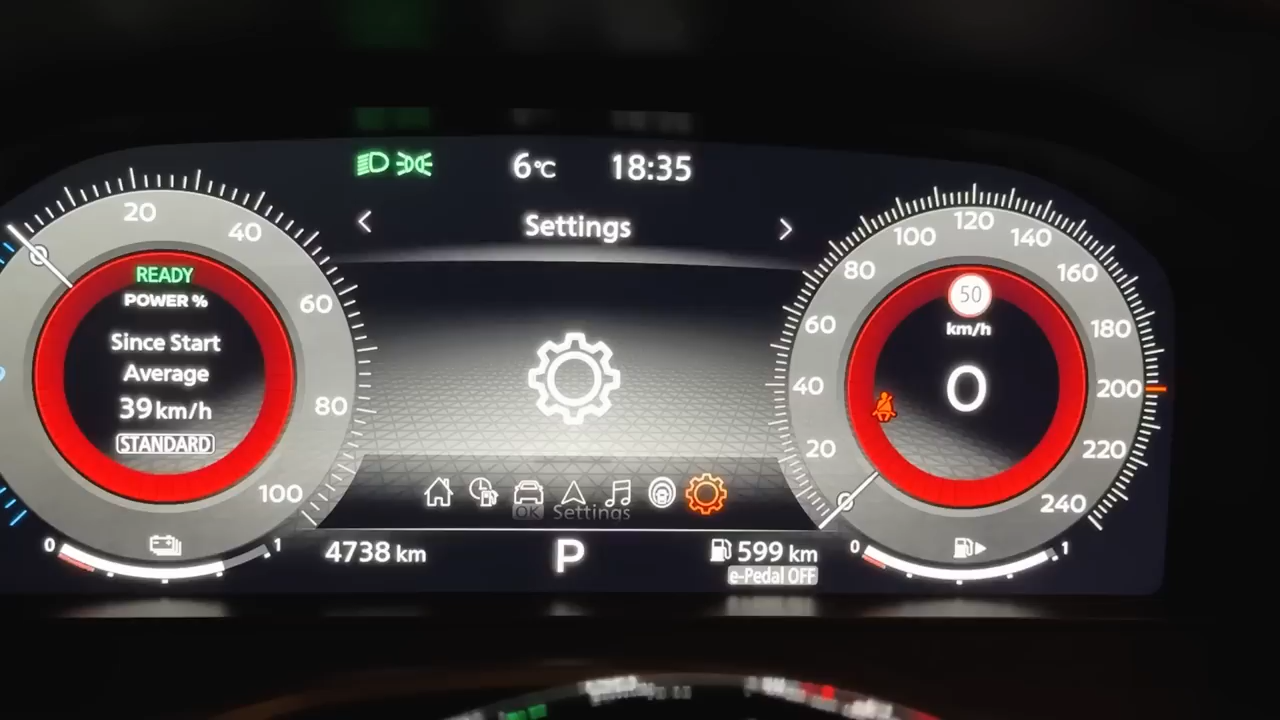 6°C 18:35
Settings
20
40
60
80
100
READY
POWER %
Since Start
Average
39 km/h
STANDARD
20
40
60
80
100
120
140
160
180
200
220
240
50
km/h
0
OK Settings
0 1
4738 km
P
599 km
e-Pedal OFF
0 1